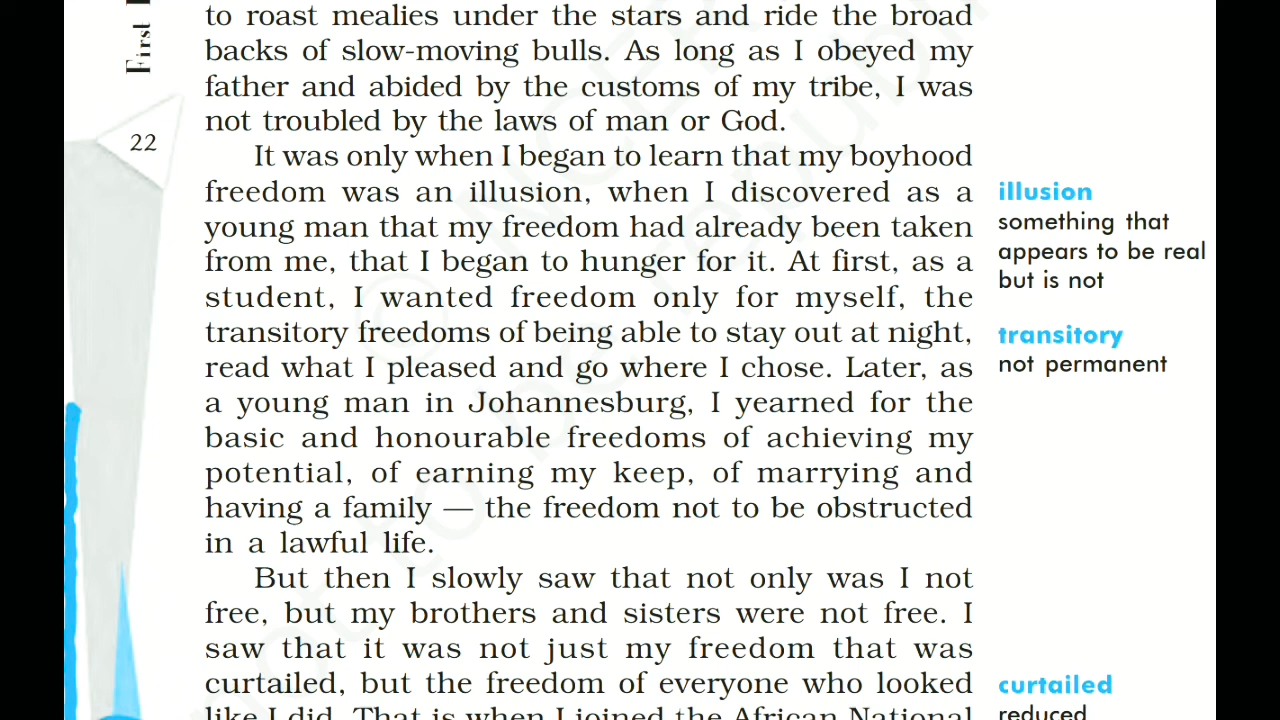 First
to roast mealies under the stars and ride the broad
backs of slow-moving bulls. As long as I obeyed my
father and abided by the customs of my tribe, I was
not troubled by the laws of man or God.
22
It was only when I began to learn that my boyhood
freedom was an illusion, when I discovered as a
young man that my freedom had already been taken
from me, that I began to hunger for it. At first, as a
student, I wanted freedom only for myself, the
transitory freedoms of being able to stay out at night,
read what I pleased and go where I chose. Later, as
a young man in Johannesburg, I yearned for the
basic and honourable freedoms of achieving my
potential, of earning my keep, of marrying and
having a family — the freedom not to be obstructed
in a lawful life.
But then I slowly saw that not only was I not
free, but my brothers and sisters were not free. I
saw that it was not just my freedom that was
curtailed, but the freedom of everyone who looked
like I did. That is when I joined the African National
illusion
something that
appears to be real
but is not
transitory
not permanent
curtailed
reduced